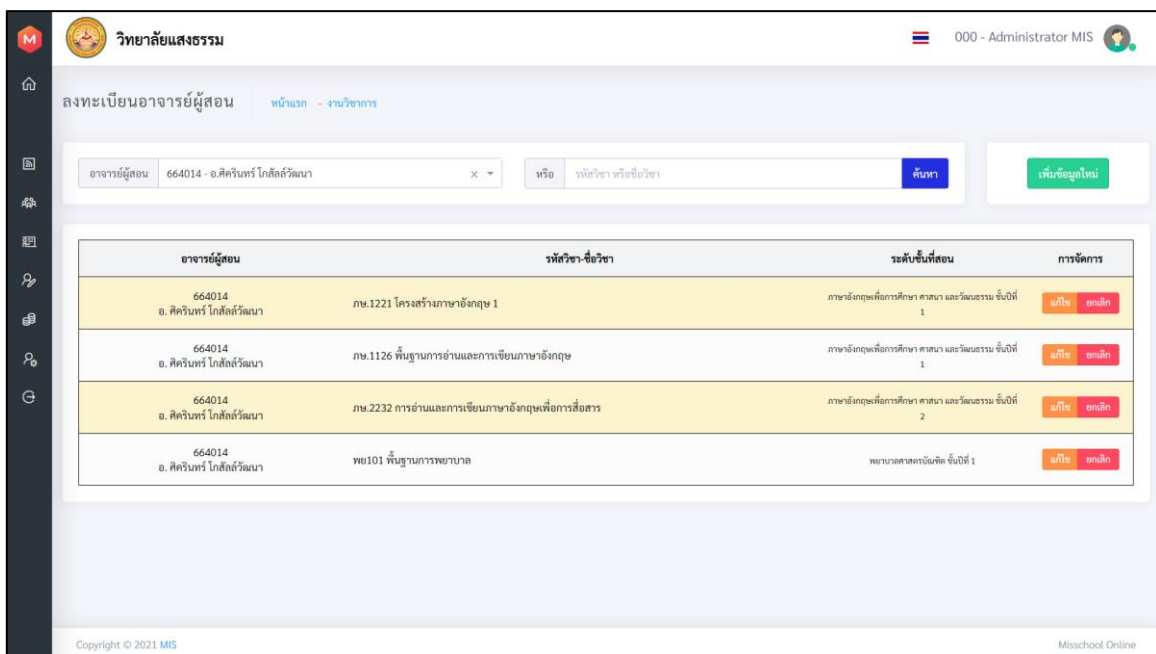 M
วิทยาลัยแสงธรรม
000 - Administrator MIS
ลงทะเบียนอาจารย์ผู้สอน
หน้าแรก - งานวิชาการ
อาจารย์ผู้สอน 664014 - อ.ศิครินทร์ โกสัลล์วัฒนา
หรือ รหัสวิชา หรือชื่อวิชา
ค้นหา
เพิ่มข้อมูลใหม่
อาจารย์ผู้สอน รหัสวิชา-ชื่อวิชา ระดับชั้นที่สอน การจัดการ
664014
อ. ศิครินทร์ โกสัลล์วัฒนา
ภษ.1221 โครงสร้างภาษาอังกฤษ 1
ภาษาอังกฤษเพื่อการศึกษา ศาสนา และวัฒนธรรม ชั้นปีที่
1
แก้ไข ยกเลิก
664014
อ. ศิครินทร์ โกสัลล์วัฒนา
ภษ.1126 พื้นฐานการอ่านและการเขียนภาษาอังกฤษ
ภาษาอังกฤษเพื่อการศึกษา ศาสนา และวัฒนธรรม ชั้นปีที่
1
แก้ไข ยกเลิก
664014
อ. ศิครินทร์ โกสัลล์วัฒนา
ภษ.2232 การอ่านและการเขียนภาษาอังกฤษเพื่อการสื่อสาร
ภาษาอังกฤษเพื่อการศึกษา ศาสนา และวัฒนธรรม ชั้นปีที่
2
แก้ไข ยกเลิก
664014
อ. ศิครินทร์ โกสัลล์วัฒนา
พย101 พื้นฐานการพยาบาล
พยาบาลศาสตรบัณฑิต ชั้นปีที่ 1
แก้ไข ยกเลิก
Copyright © 2021 MIS
Misschool Online